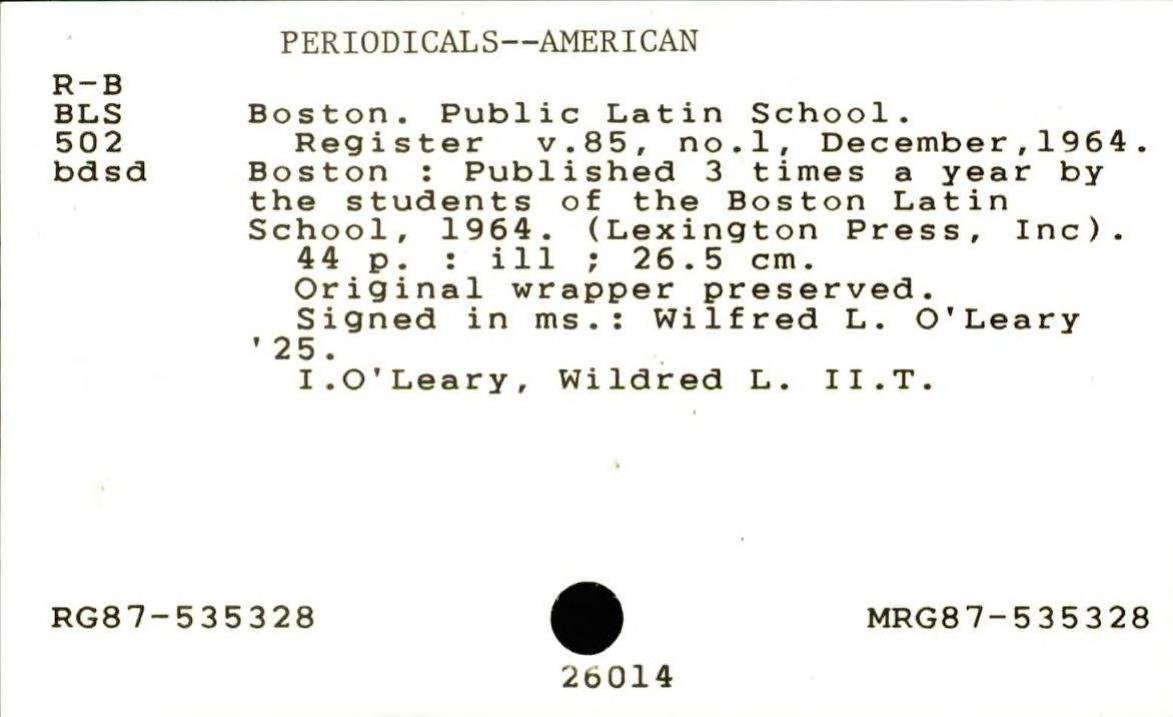 PERIODICALS--AMERICAN
R-B
BLS Boston. Public Latin School.
502 Register v.85, no.1, December,1964.
bdsd Boston : Published 3 times a year by
the students of the Boston Latin
School, 1964. (Lexington Press, Inc).
44 p. : ill ; 26.5 cm.
Original wrapper preserved.
Signed in ms.: Wilfred L. O'Leary
'25.
I.O'Leary, Wildred L. II.T.
RG87-535328 MRG87-535328
26014